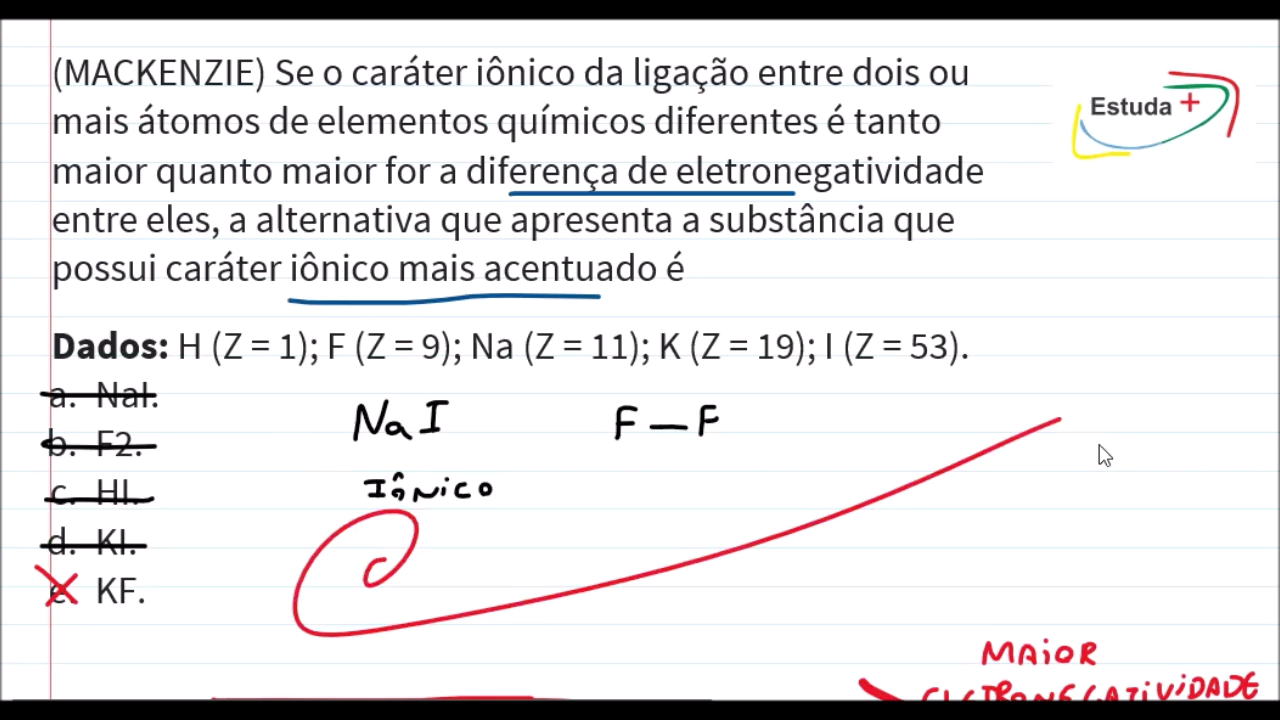 (MACKENZIE) Se o caráter iônico da ligação entre dois ou
mais átomos de elementos químicos diferentes é tanto
maior quanto maior for a diferença de eletronegatividade
entre eles, a alternativa que apresenta a substância que
possui caráter iônico mais acentuado é
Estuda +
Dados: H (Z = 1); F (Z = 9); Na (Z = 11); K (Z = 19); I (Z = 53).
a. NaI.
b. F2.
c. HI.
d. KI.
e. KF.
NaI F — F
Iônico
MAiOR
ELETRONEGATiViDADE